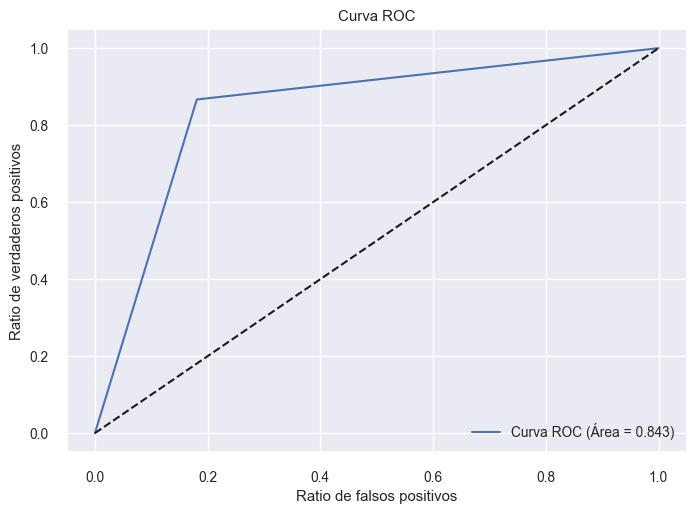 Curva ROC
1.0
0.8
0.6
0.4
0.2
0.0
Ratio de verdaderos positivos
Curva ROC (Área = 0.843)
0.0 0.2 0.4 0.6 0.8 1.0
Ratio de falsos positivos